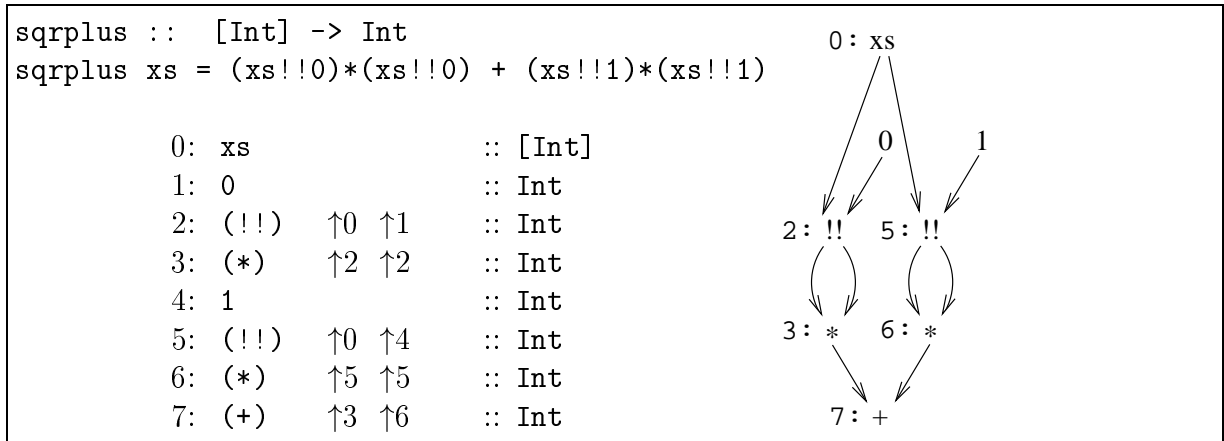 sqrplus :: [Int] -> Int
sqrplus xs = (xs!!0)*(xs!!0) + (xs!!1)*(xs!!1)
0: xs :: [Int]
1: 0 :: Int
2: (!!) ↑0 ↑1 :: Int
3: (*) ↑2 ↑2 :: Int
4: 1 :: Int
5: (!!) ↑0 ↑4 :: Int
6: (*) ↑5 ↑5 :: Int
7: (+) ↑3 ↑6 :: Int
0: xs
0 1
2: !! 5: !!
3: * 6: *
7: +